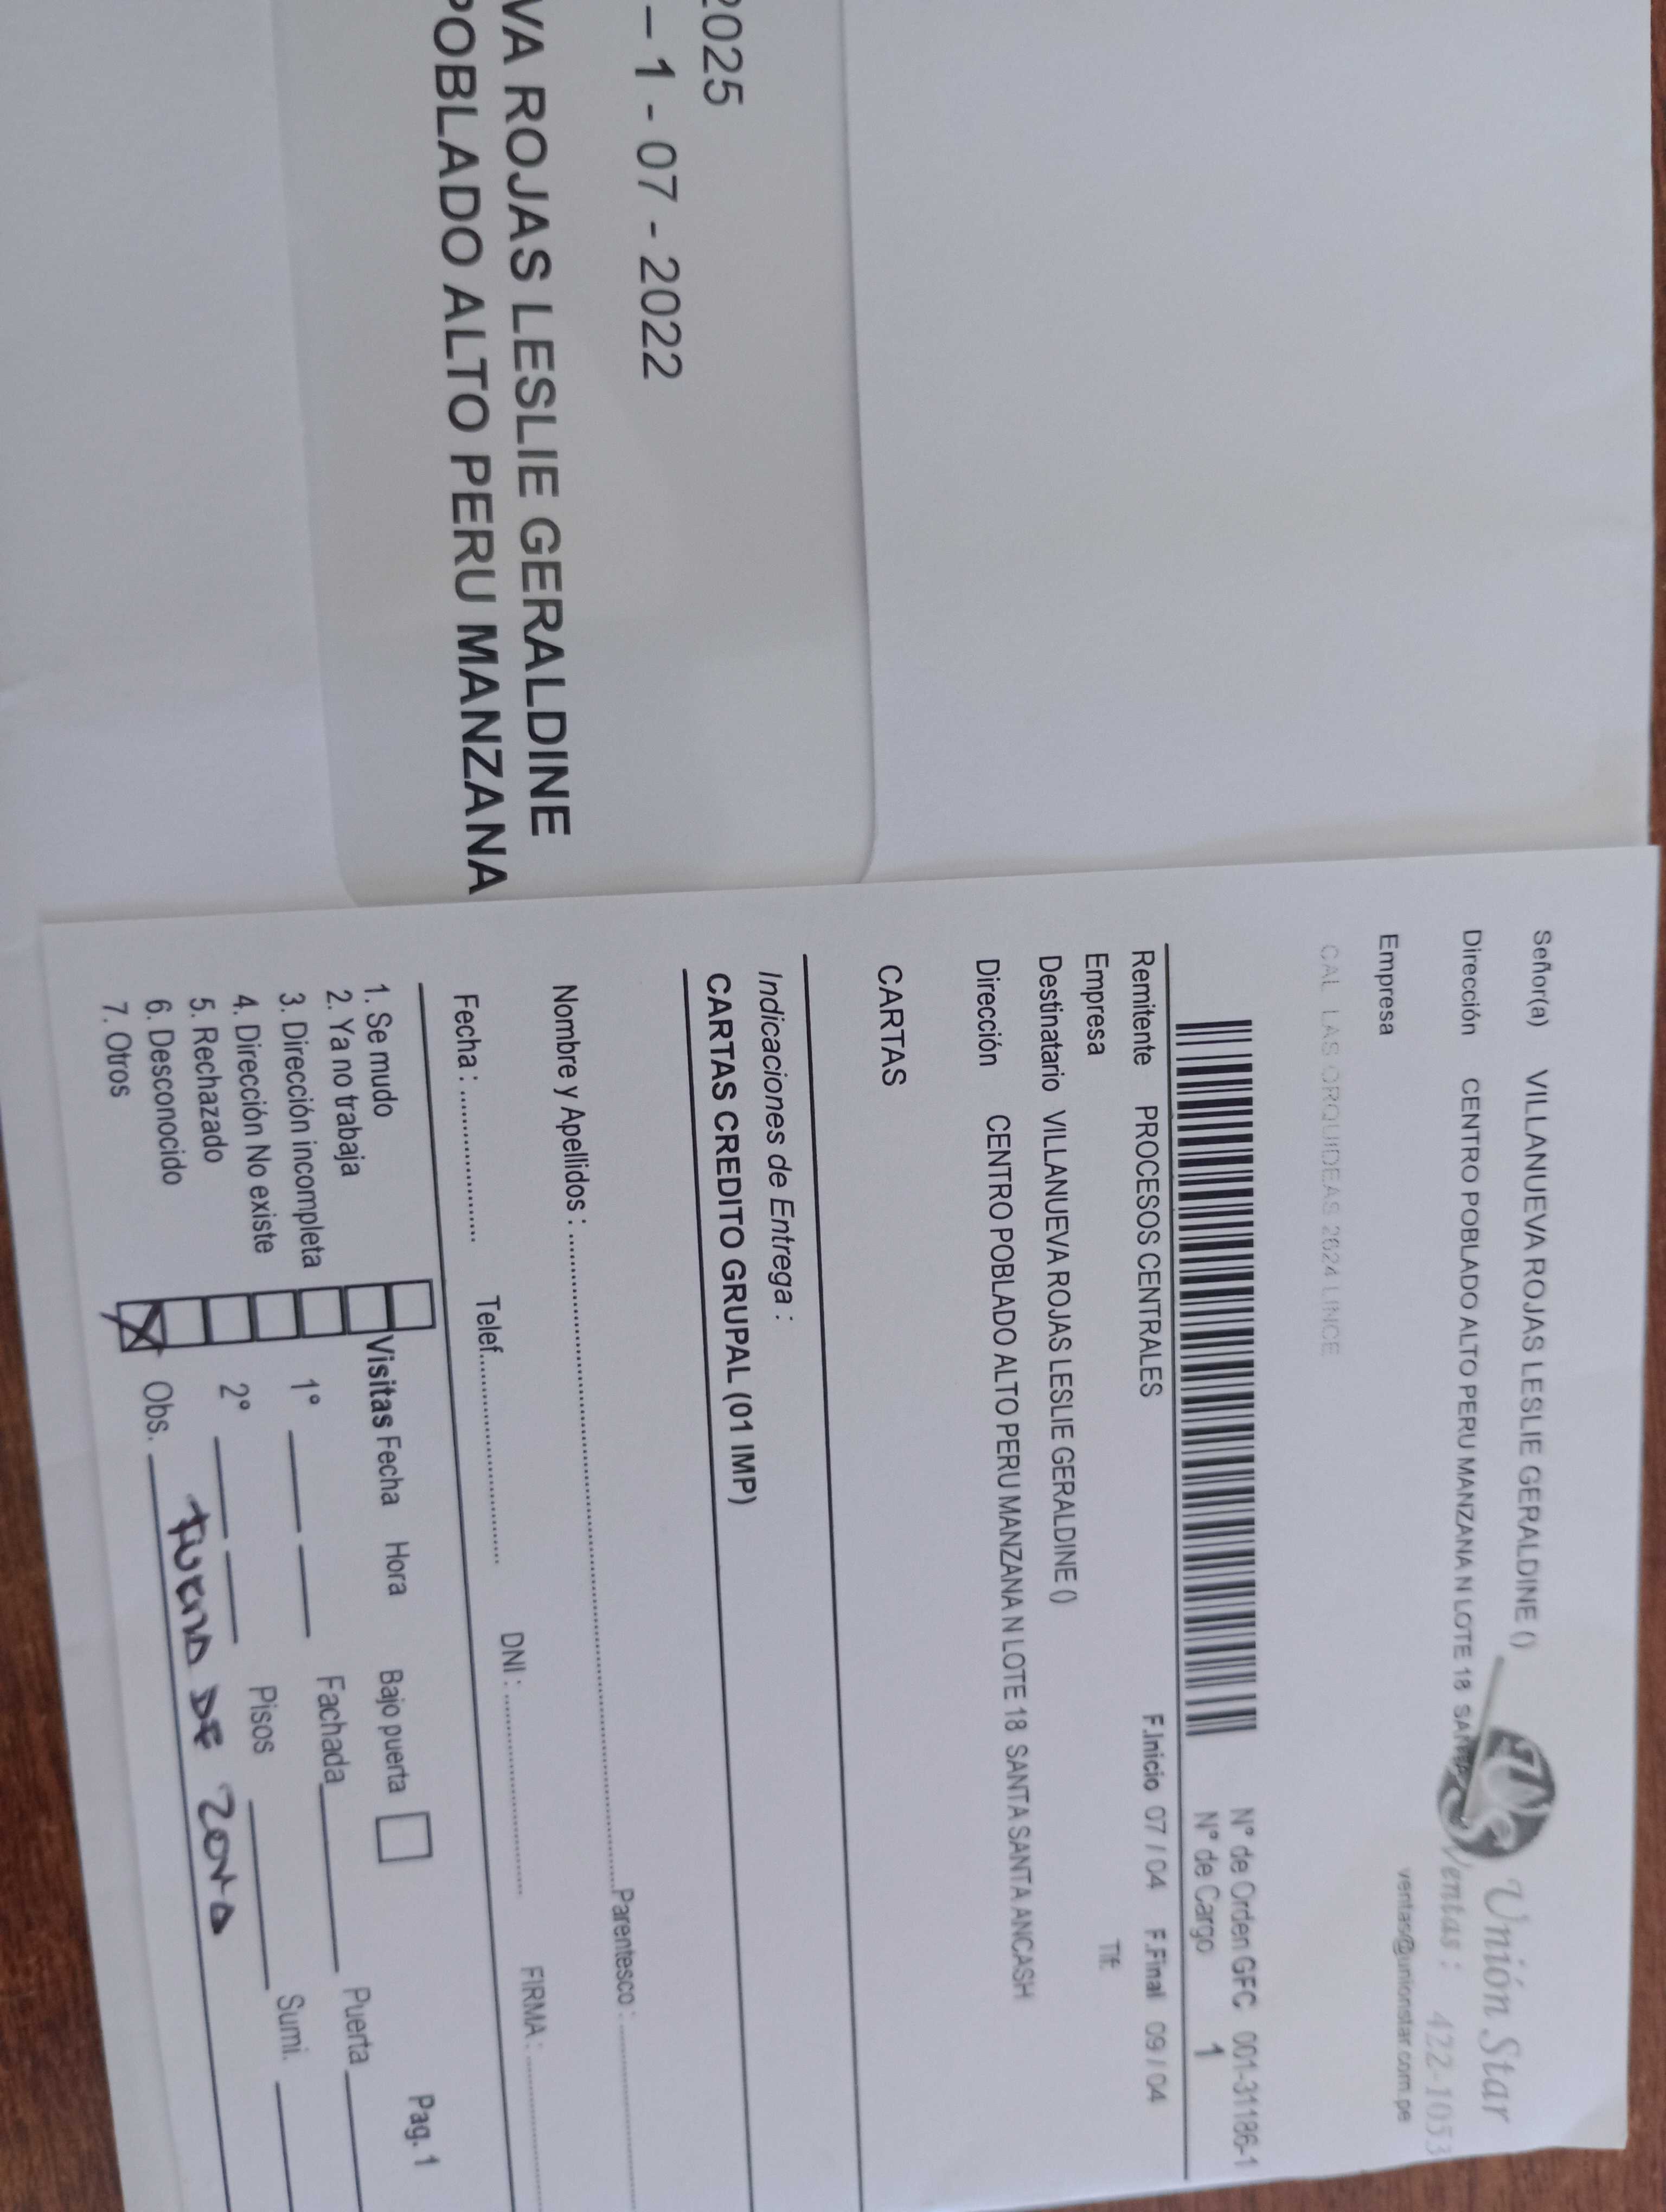 2025
– 1 - 07 - 2022
VA ROJAS LESLIE GERALDINE
POBLADO ALTO PERU MANZANA
Señor(a) VILLANUEVA ROJAS LESLIE GERALDINE ()
Dirección CENTRO POBLADO ALTO PERU MANZANA N LOTE 18 SANTA
Empresa
CAL LAS ORQUIDEAS 2624 LINCE
Unión Star
Ventas : 422-1053
ventas@unionstar.com.pe
Nº de Orden GFC 001-31186-1
Nº de Cargo 1
Remitente PROCESOS CENTRALES F.Inicio 07 / 04 F.Final 09 / 04
Empresa Tlf:
Destinatario VILLANUEVA ROJAS LESLIE GERALDINE ()
Dirección CENTRO POBLADO ALTO PERU MANZANA N LOTE 18 SANTA SANTA ANCASH
CARTAS
Indicaciones de Entrega :
CARTAS CREDITO GRUPAL (01 IMP)
Nombre y Apellidos : Parentesco :
Fecha : Telef. DNI : FIRMA :
Pag. 1
1. Se mudo
2. Ya no trabaja
3. Dirección incompleta
4. Dirección No existe
5. Rechazado
6. Desconocido
7. Otros
Visitas Fecha Hora Bajo puerta
1º Fachada Puerta
2º Pisos Sumi.
Obs. FUERA DE ZONA